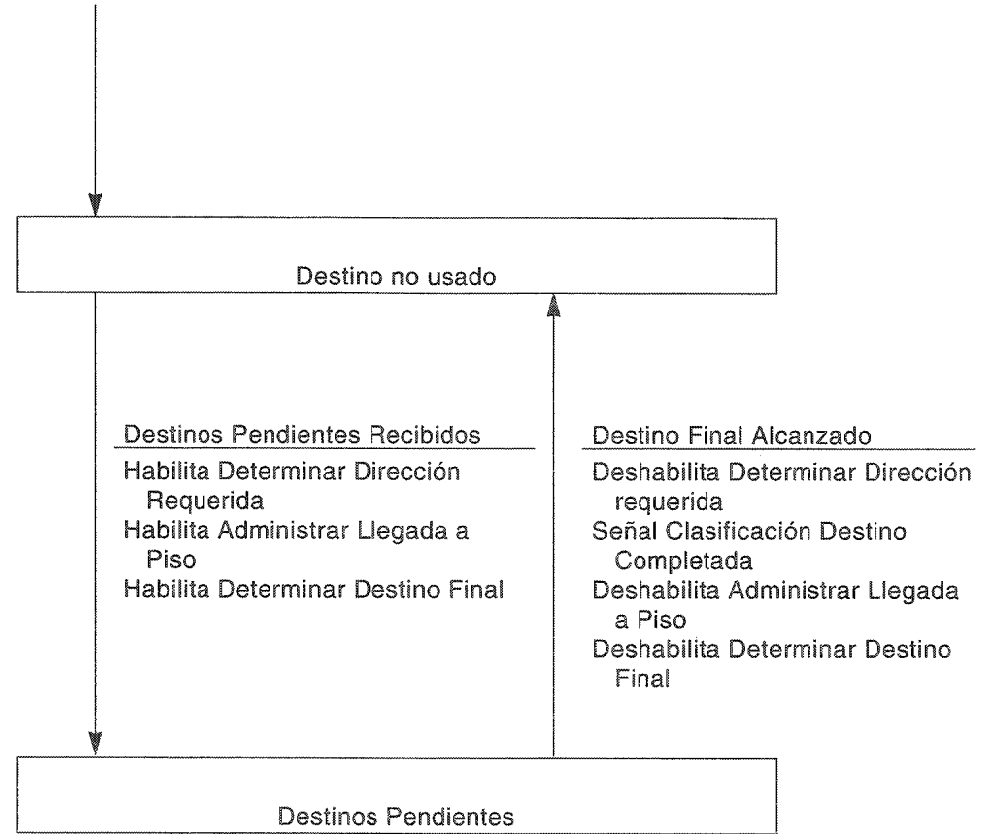 Destino no usado
Destinos Pendientes Recibidos
Habilita Determinar Dirección
Requerida
Habilita Administrar Llegada a
Piso
Habilita Determinar Destino Final
Destino Final Alcanzado
Deshabilita Determinar Dirección
requerida
Señal Clasificación Destino
Completada
Deshabilita Administrar Llegada
a Piso
Deshabilita Determinar Destino
Final
Destinos Pendientes